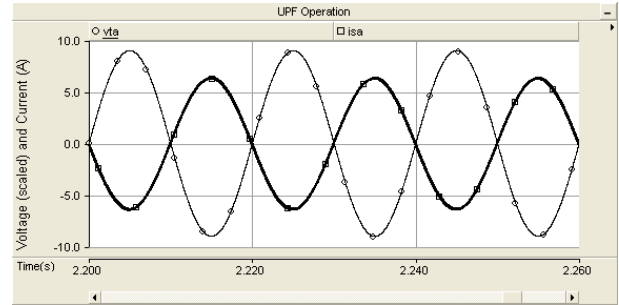 UPF Operation
vta
isa
Voltage (scaled) and Current (A)
10.0
5.0
0.0
-5.0
-10.0
Time(s)
2.200
2.220
2.240
2.260